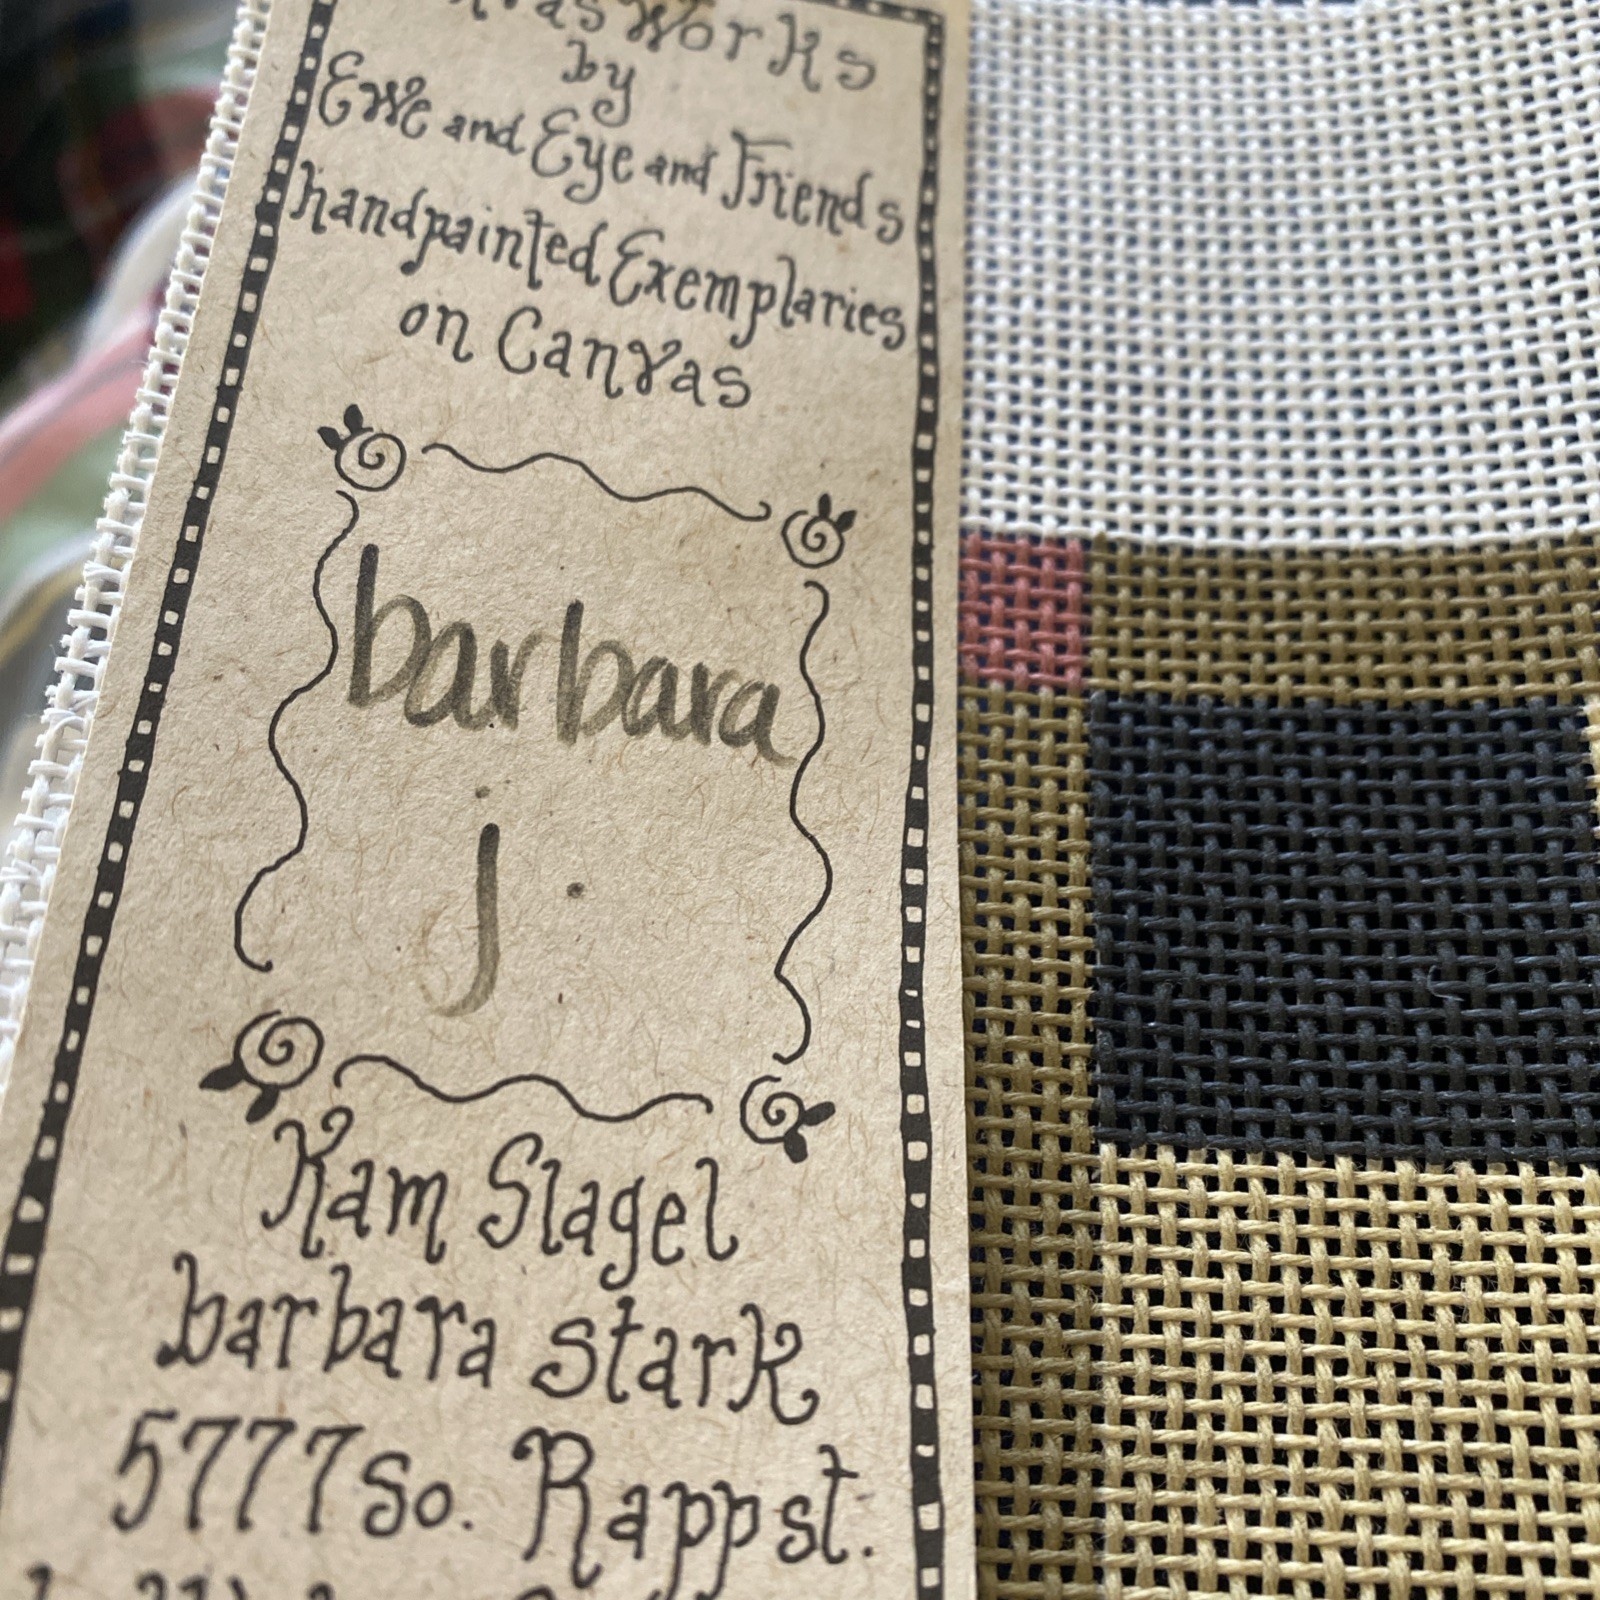 Works
by
Ewe and Eye and Friends
handpainted Exemplaries
on Canvas
barbara
j.
Kam Slagel
barbara stark
5777 So. Rapp st.